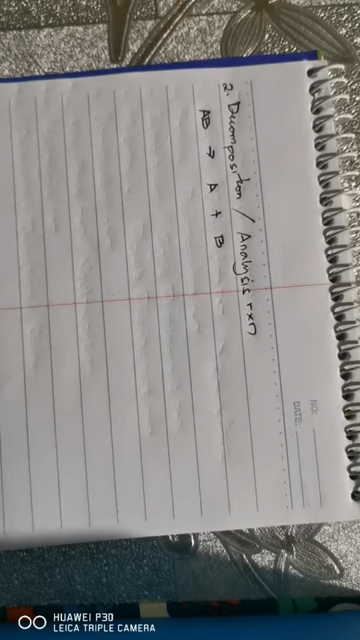 NO:
DATE:
2. Decomposition / Analysis rxn
AB → A + B
HUAWEI P30
LEICA TRIPLE CAMERA